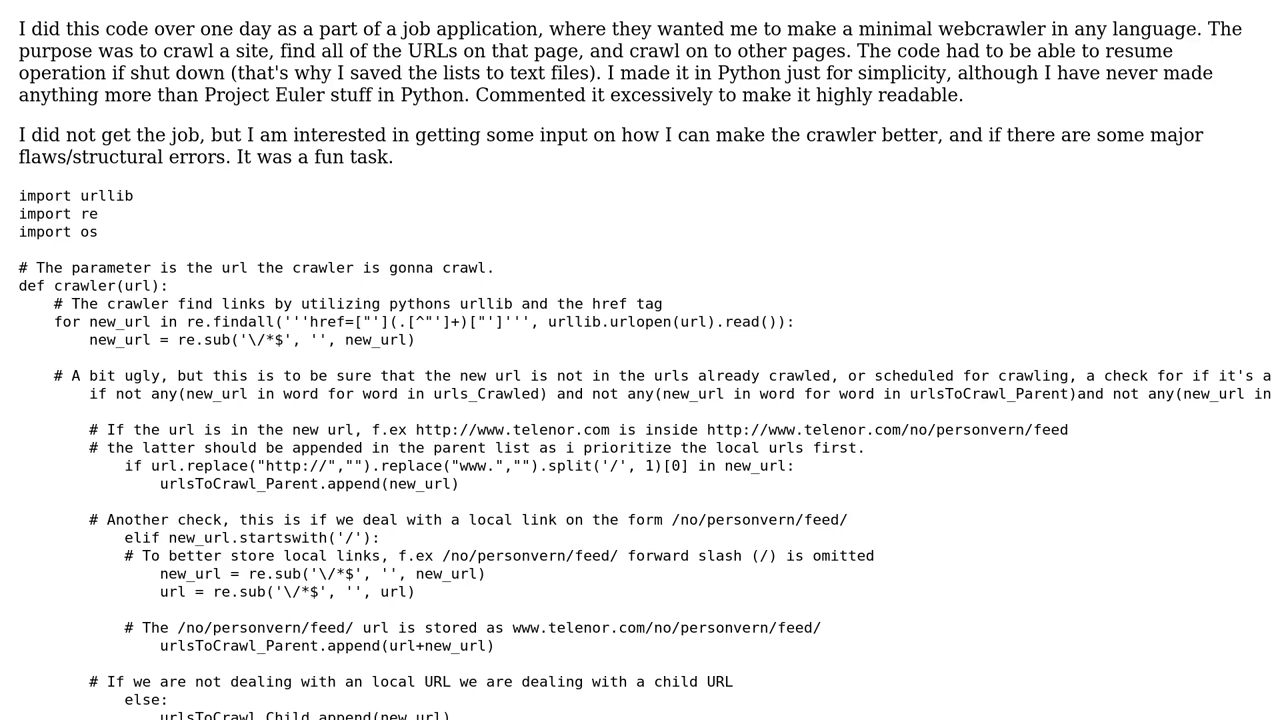 I did this code over one day as a part of a job application, where they wanted me to make a minimal webcrawler in any language. The
purpose was to crawl a site, find all of the URLs on that page, and crawl on to other pages. The code had to be able to resume
operation if shut down (that's why I saved the lists to text files). I made it in Python just for simplicity, although I have never made
anything more than Project Euler stuff in Python. Commented it excessively to make it highly readable.
I did not get the job, but I am interested in getting some input on how I can make the crawler better, and if there are some major
flaws/structural errors. It was a fun task.
import urllib
import re
import os
# The parameter is the url the crawler is gonna crawl.
def crawler(url):
    # The crawler find links by utilizing pythons urllib and the href tag
    for new_url in re.findall('''href=["'](.[^"']+)["']''', urllib.urlopen(url).read()):
        new_url = re.sub('\/*$', '', new_url)
    # A bit ugly, but this is to be sure that the new url is not in the urls already crawled, or scheduled for crawling, a check for if it's a
        if not any(new_url in word for word in urls_Crawled) and not any(new_url in word for word in urlsToCrawl_Parent)and not any(new_url in
        # If the url is in the new url, f.ex http://www.telenor.com is inside http://www.telenor.com/no/personvern/feed
        # the latter should be appended in the parent list as i prioritize the local urls first.
            if url.replace("http://","").replace("www.","").split('/', 1)[0] in new_url:
                urlsToCrawl_Parent.append(new_url)
        # Another check, this is if we deal with a local link on the form /no/personvern/feed/
            elif new_url.startswith('/'):
            # To better store local links, f.ex /no/personvern/feed/ forward slash (/) is omitted
                new_url = re.sub('\/*$', '', new_url)
                url = re.sub('\/*$', '', url)
            # The /no/personvern/feed/ url is stored as www.telenor.com/no/personvern/feed/
                urlsToCrawl_Parent.append(url+new_url)
        # If we are not dealing with an local URL we are dealing with a child URL
            else:
                urlsToCrawl_Child.append(new_url)